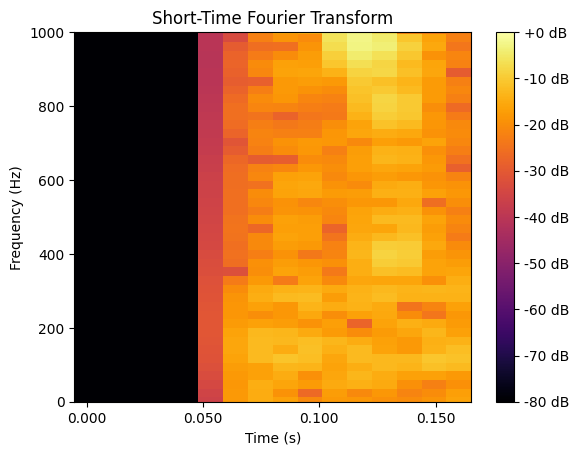 Short-Time Fourier Transform
1000
800
600
400
200
0
Frequency (Hz)
0.000
0.050
0.100
0.150
Time (s)
+0 dB
-10 dB
-20 dB
-30 dB
-40 dB
-50 dB
-60 dB
-70 dB
-80 dB